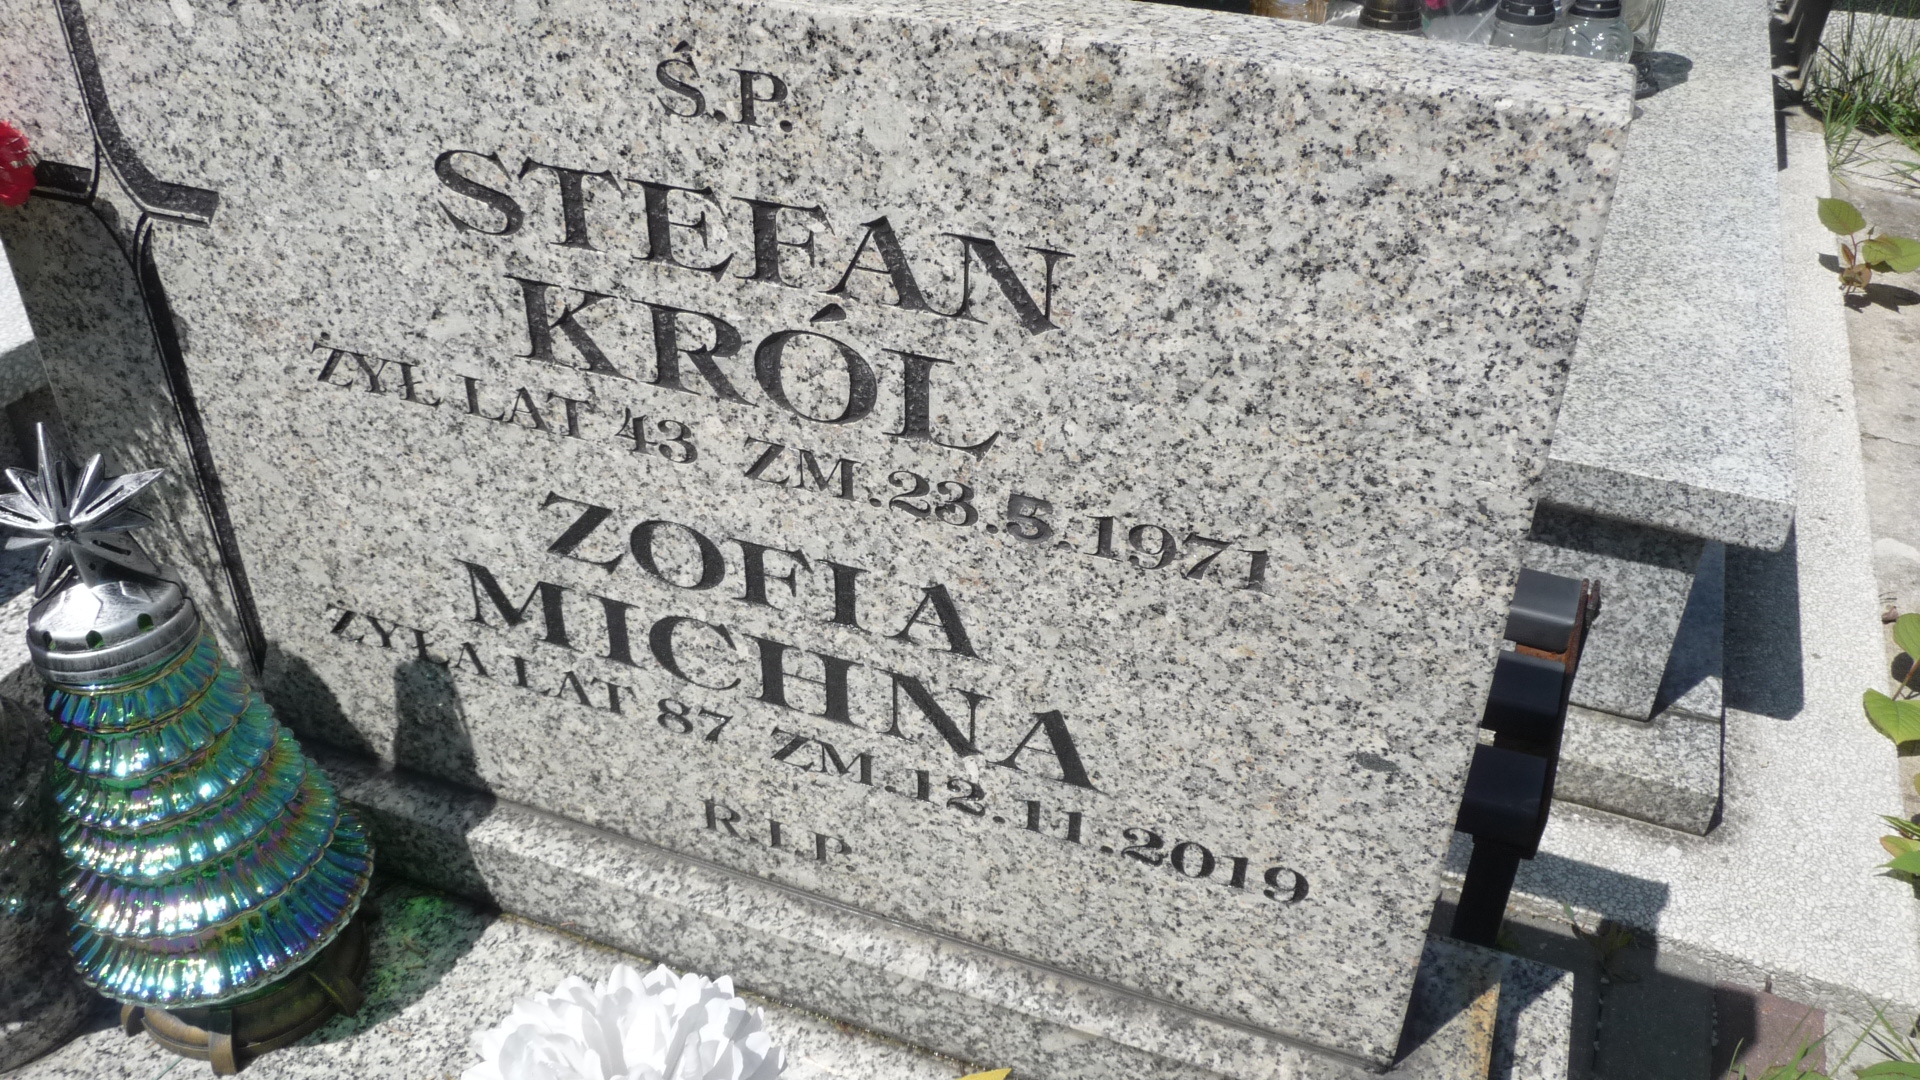 Ś.P.
STEFAN
KRÓL
ŻYŁ LAT 43 ZM.23.5.1971
ZOFIA
MICHNA
ŻYŁA LAT 87 ZM.12.11.2019
R.I.P.